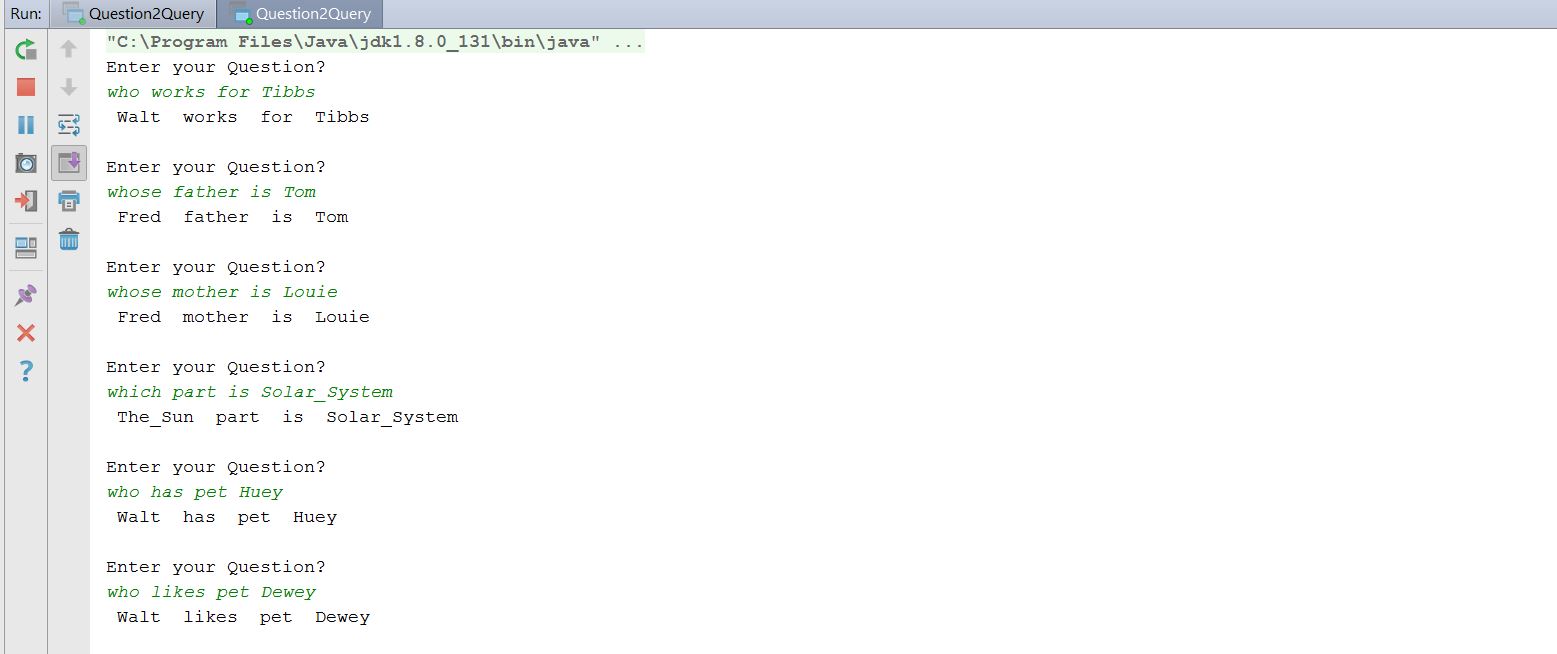 Run: Question2Query Question2Query
"C:\Program Files\Java\jdk1.8.0_131\bin\java" ...
Enter your Question?
who works for Tibbs
Walt works for Tibbs
Enter your Question?
whose father is Tom
Fred father is Tom
Enter your Question?
whose mother is Louie
Fred mother is Louie
Enter your Question?
which part is Solar_System
The_Sun part is Solar_System
Enter your Question?
who has pet Huey
Walt has pet Huey
Enter your Question?
who likes pet Dewey
Walt likes pet Dewey